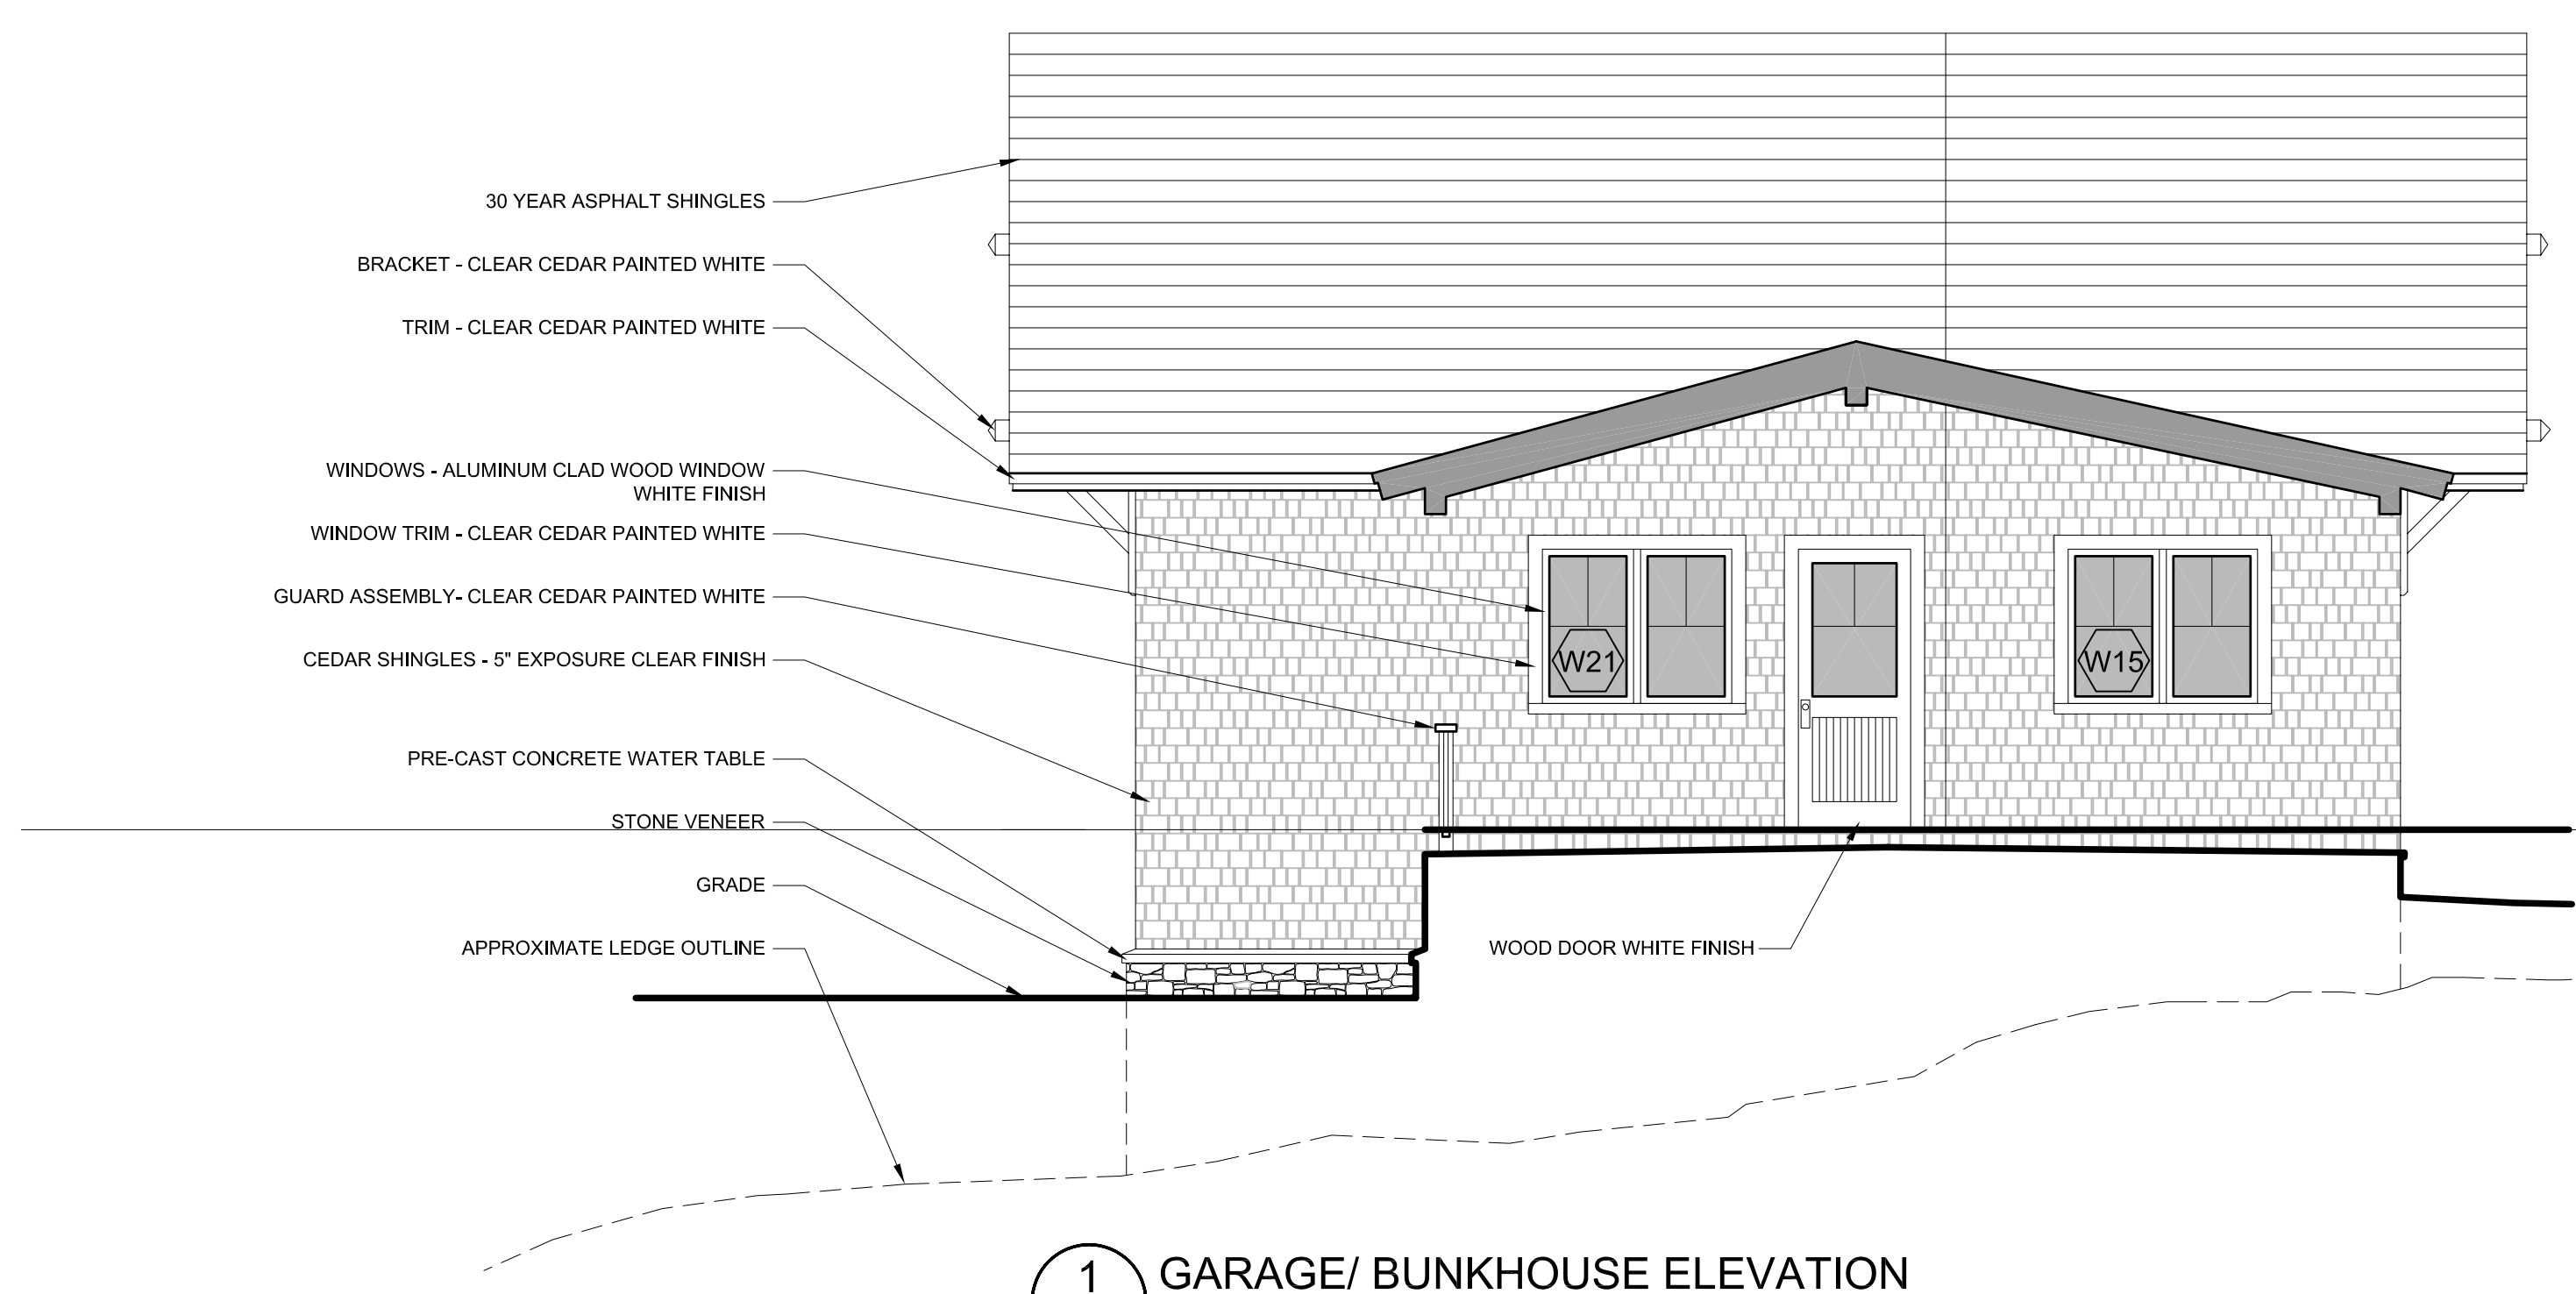 30 YEAR ASPHALT SHINGLES
BRACKET - CLEAR CEDAR PAINTED WHITE
TRIM - CLEAR CEDAR PAINTED WHITE
WINDOWS - ALUMINUM CLAD WOOD WINDOW
WHITE FINISH
WINDOW TRIM - CLEAR CEDAR PAINTED WHITE
GUARD ASSEMBLY- CLEAR CEDAR PAINTED WHITE
CEDAR SHINGLES - 5" EXPOSURE CLEAR FINISH
W21
W15
PRE-CAST CONCRETE WATER TABLE
STONE VENEER
GRADE
APPROXIMATE LEDGE OUTLINE
WOOD DOOR WHITE FINISH
1
GARAGE/ BUNKHOUSE ELEVATION